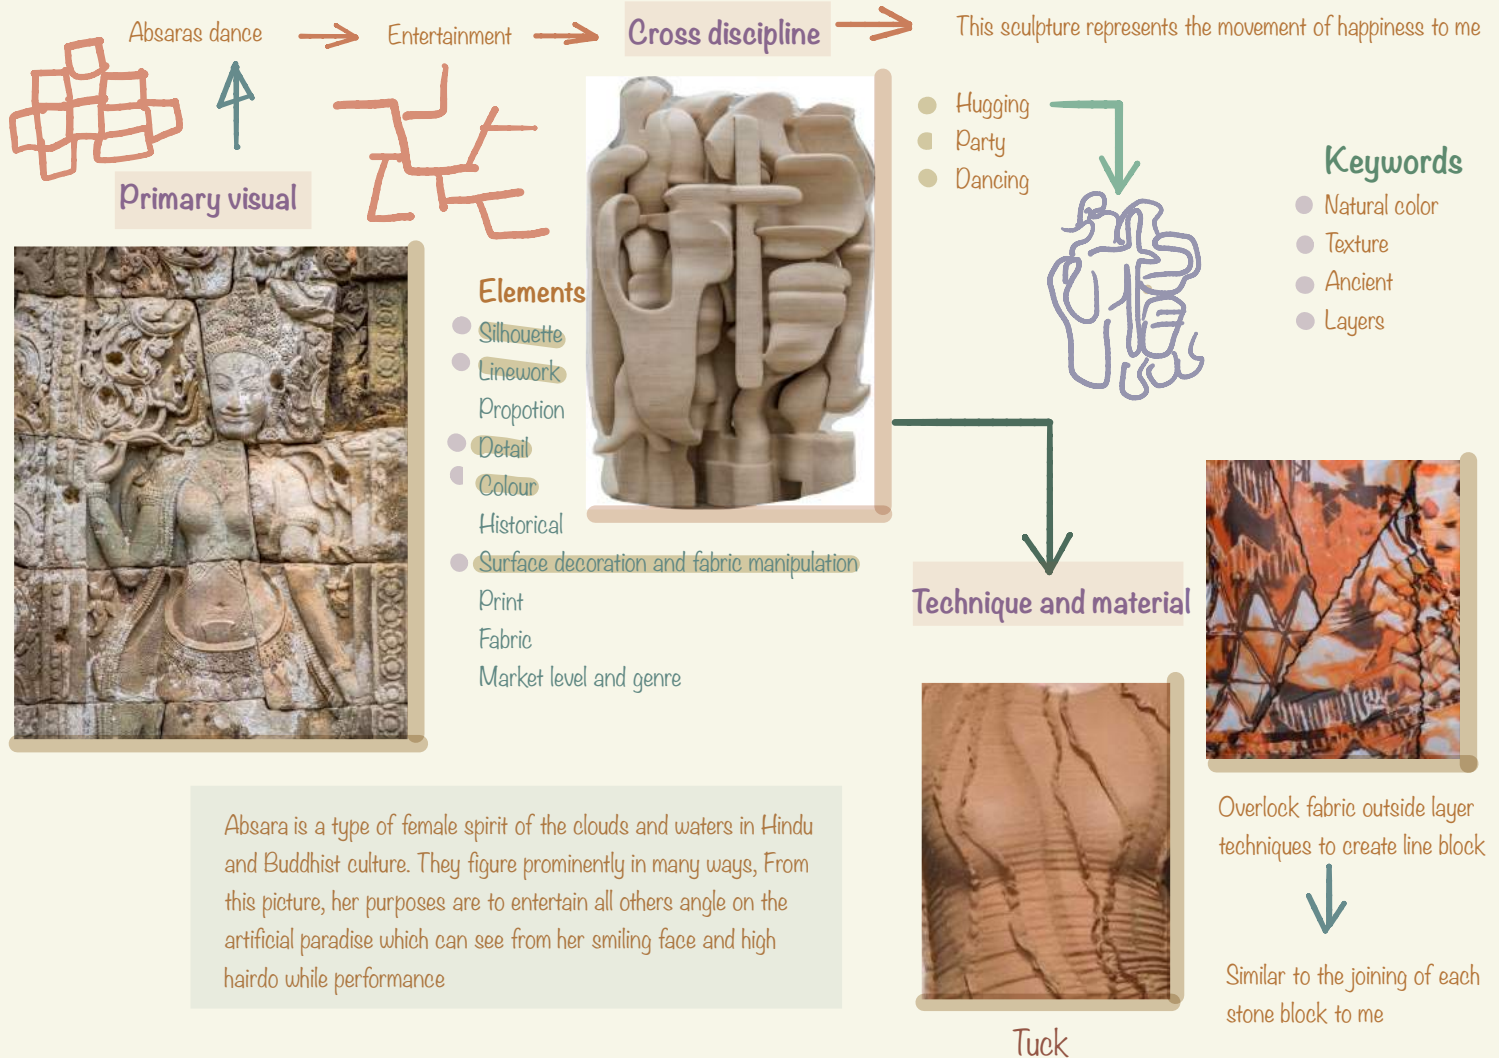 Absaras dance
Entertainment
Cross discipline
This sculpture represents the movement of happiness to me
Primary visual
Hugging
Party
Dancing
Keywords
Natural color
Texture
Ancient
Layers
Elements
Silhouette
Linework
Propotion
Detail
Colour
Historical
Surface decoration and fabric manipulation
Print
Fabric
Market level and genre
Technique and material
Absara is a type of female spirit of the clouds and waters in Hindu
and Buddhist culture. They figure prominently in many ways, From
this picture, her purposes are to entertain all others angle on the
artificial paradise which can see from her smiling face and high
hairdo while performance
Tuck
Overlock fabric outside layer
techniques to create line block
Similar to the joining of each
stone block to me